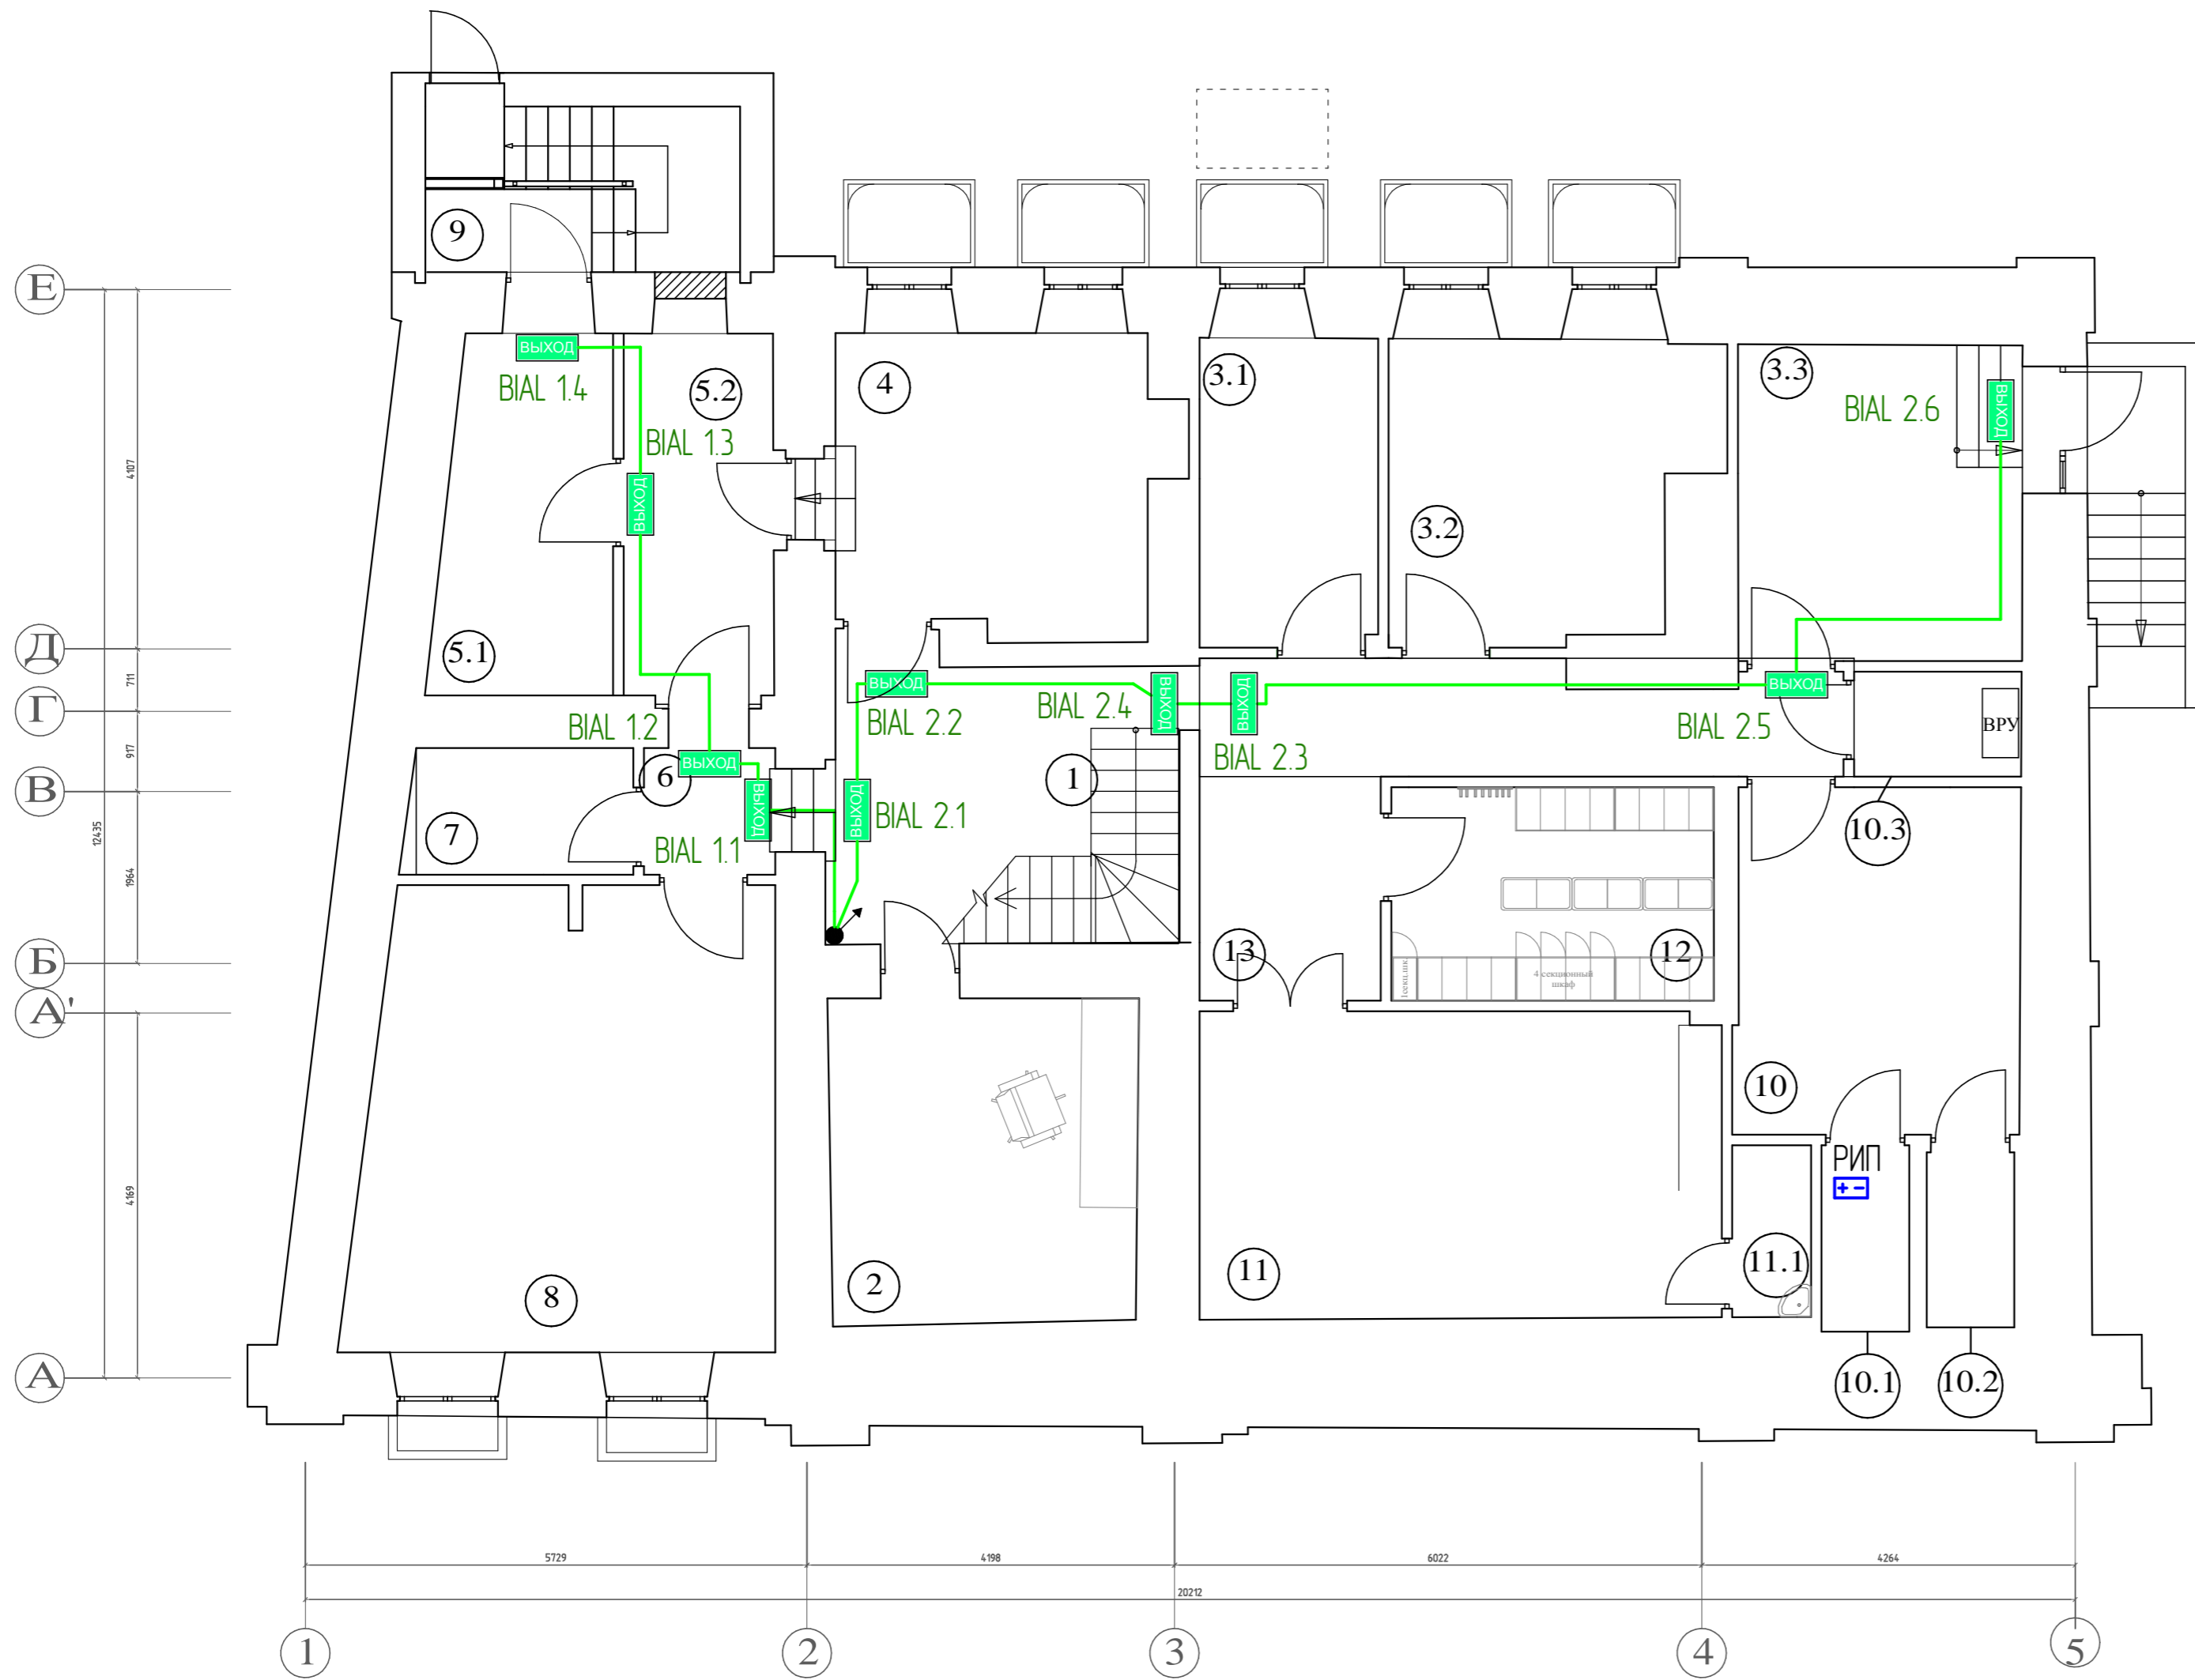 9
Е
ВЫХОД
BIAL 1.4
5.2
4
3.1
3.3
ВЫХОД
BIAL 2.6
BIAL 1.3
4107
ВЫХОД
3.2
Д
5.1
711
Г
BIAL 1.2
ВЫХОД
BIAL 2.2
BIAL 2.4
ВЫХОД
ВЫХОД
BIAL 2.3
ВЫХОД
BIAL 2.5
ВРУ
917
6
ВЫХОД
1
В
12435
7
ВЫХОД
BIAL 1.1
ВЫХОД
BIAL 2.1
10.3
1964
Б
13
12
1секц.шк.
4 секционный
шкаф
А'
10
РИП
+ -
4169
8
2
11
11.1
А
10.1
10.2
5729
4198
6022
4264
20212
1
2
3
4
5